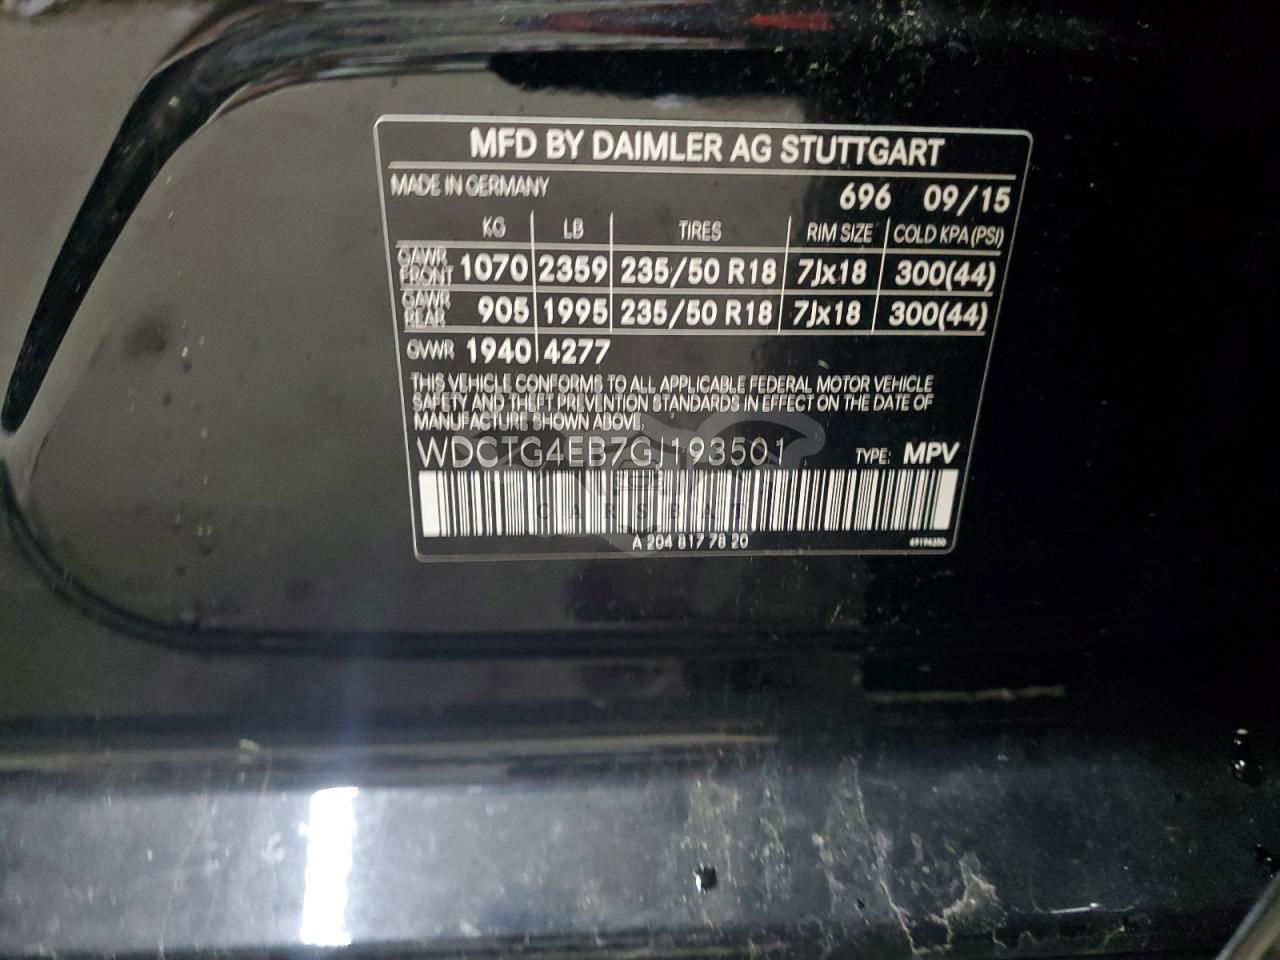 MFD BY DAIMLER AG STUTTGART
MADE IN GERMANY 696 09/15
KG LB TIRES RIM SIZE COLD KPA (PSI)
GAWR FRONT 1070 2359 235/50 R18 7Jx18 300(44)
GAWR REAR 905 1995 235/50 R18 7Jx18 300(44)
GVWR 1940 4277
THIS VEHICLE CONFORMS TO ALL APPLICABLE FEDERAL MOTOR VEHICLE
SAFETY AND THEFT PREVENTION STANDARDS IN EFFECT ON THE DATE OF
MANUFACTURE SHOWN ABOVE.
WDCTG4EB7GJ193501 TYPE: MPV
CARSBAT
A 204 817 78 20